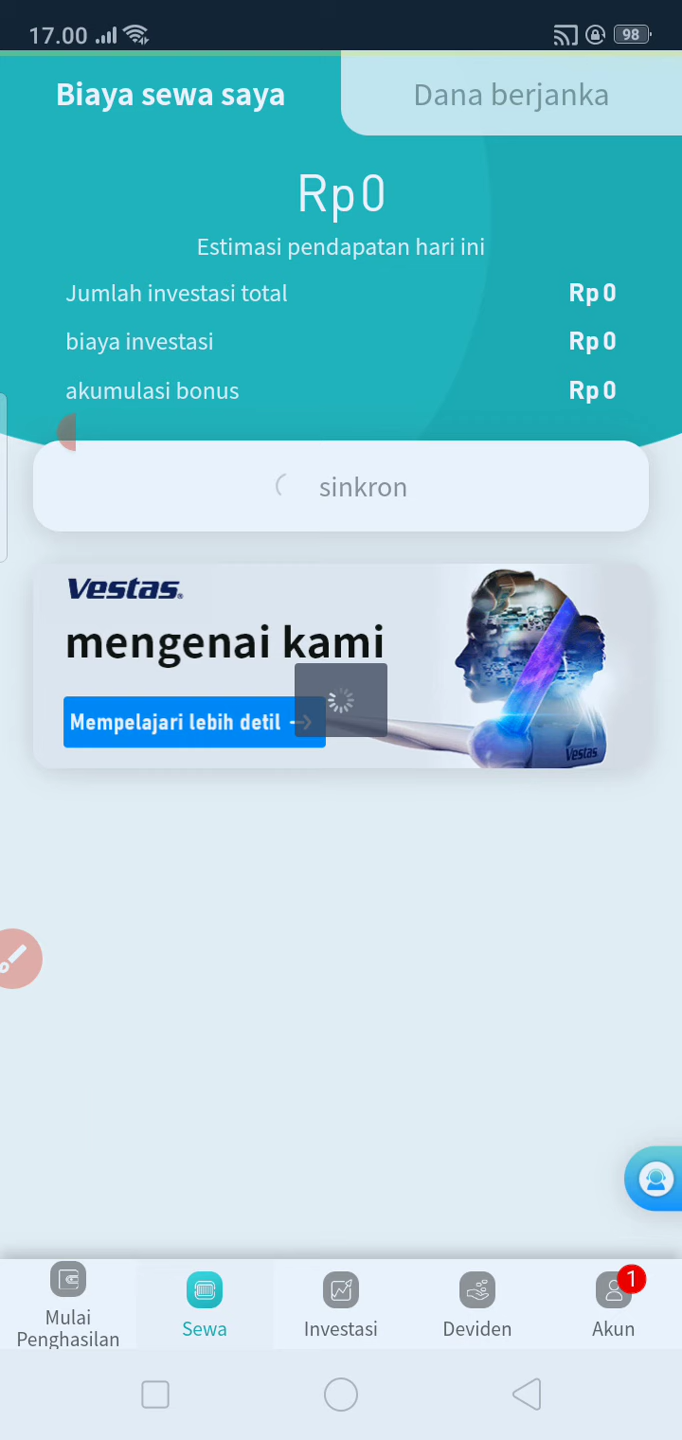 17.00
98
Biaya sewa saya
Dana berjanka
Rp0
Estimasi pendapatan hari ini
Jumlah investasi total Rp0
biaya investasi Rp0
akumulasi bonus Rp0
sinkron
Vestas®
mengenai kami
Mempelajari lebih detil →
Vestas
1
Mulai
Penghasilan
Sewa
Investasi
Deviden
Akun